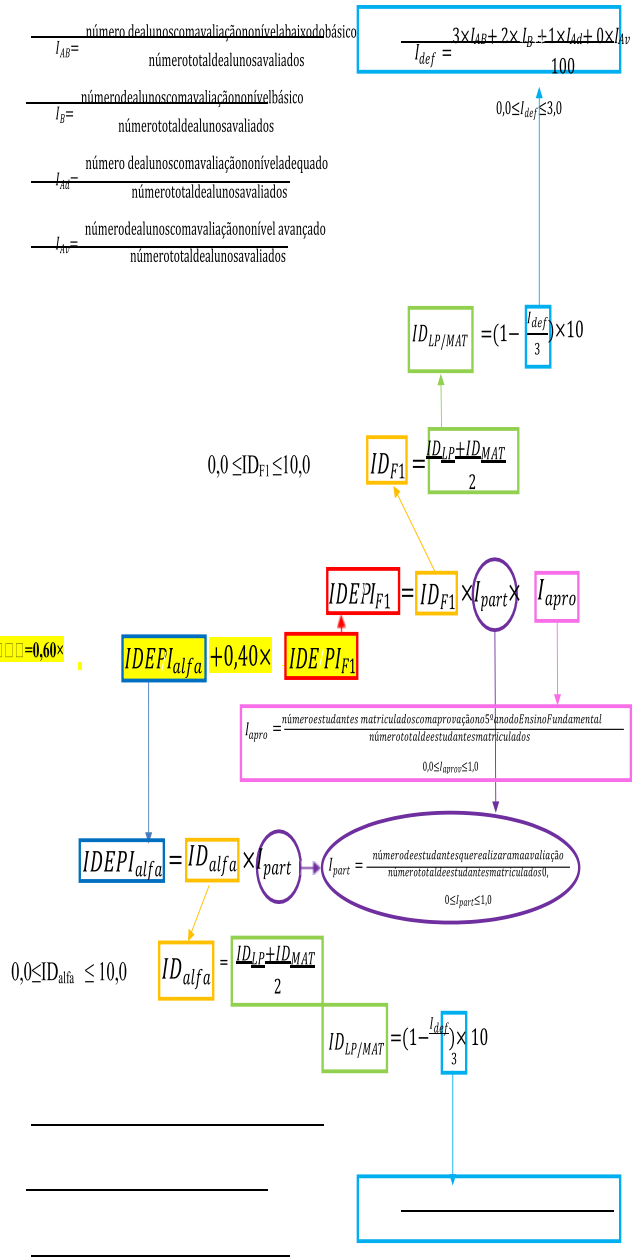 número dealunoscomavaliaçãononívelabaixodobásico
I_AB=
númerototaldealunosavaliados
3×I_AB+ 2× I_B +1×I_Ad+ 0×I_Av
I_def =
100
0,0≤I_def≤3,0
númerodealunoscomavaliaçãononívelbásico
I_B=
númerototaldealunosavaliados
número dealunoscomavaliaçãononíveladequado
I_Ad=
númerototaldealunosavaliados
númerodealunoscomavaliaçãononível avançado
I_Av=
númerototaldealunosavaliados
ID_LP/MAT =(1− I_def/3)×10
0,0 ≤ID_F1 ≤10,0
ID_F1 = ID_LP+ID_MAT
2
IDEPI_F1 = ID_F1 ×I_part× I_apro
=0,60× IDEPI_alfa +0,40× IDEPI_F1
I_apro = númeroestudantes matriculadoscomaprovaçãono5ºanodoEnsinoFundamental
númerototaldeestudantesmatriculados
0,0≤I_aprov≤1,0
IDEPI_alfa = ID_alfa ×I_part
I_part = númerodeestudantesquerealizaramaavaliação
númerototaldeestudantesmatriculados0,
0≤I_part≤1,0
0,0≤ID_alfa ≤ 10,0
ID_alfa = ID_LP+ID_MAT
2
ID_LP/MAT =(1− I_def/3)× 10